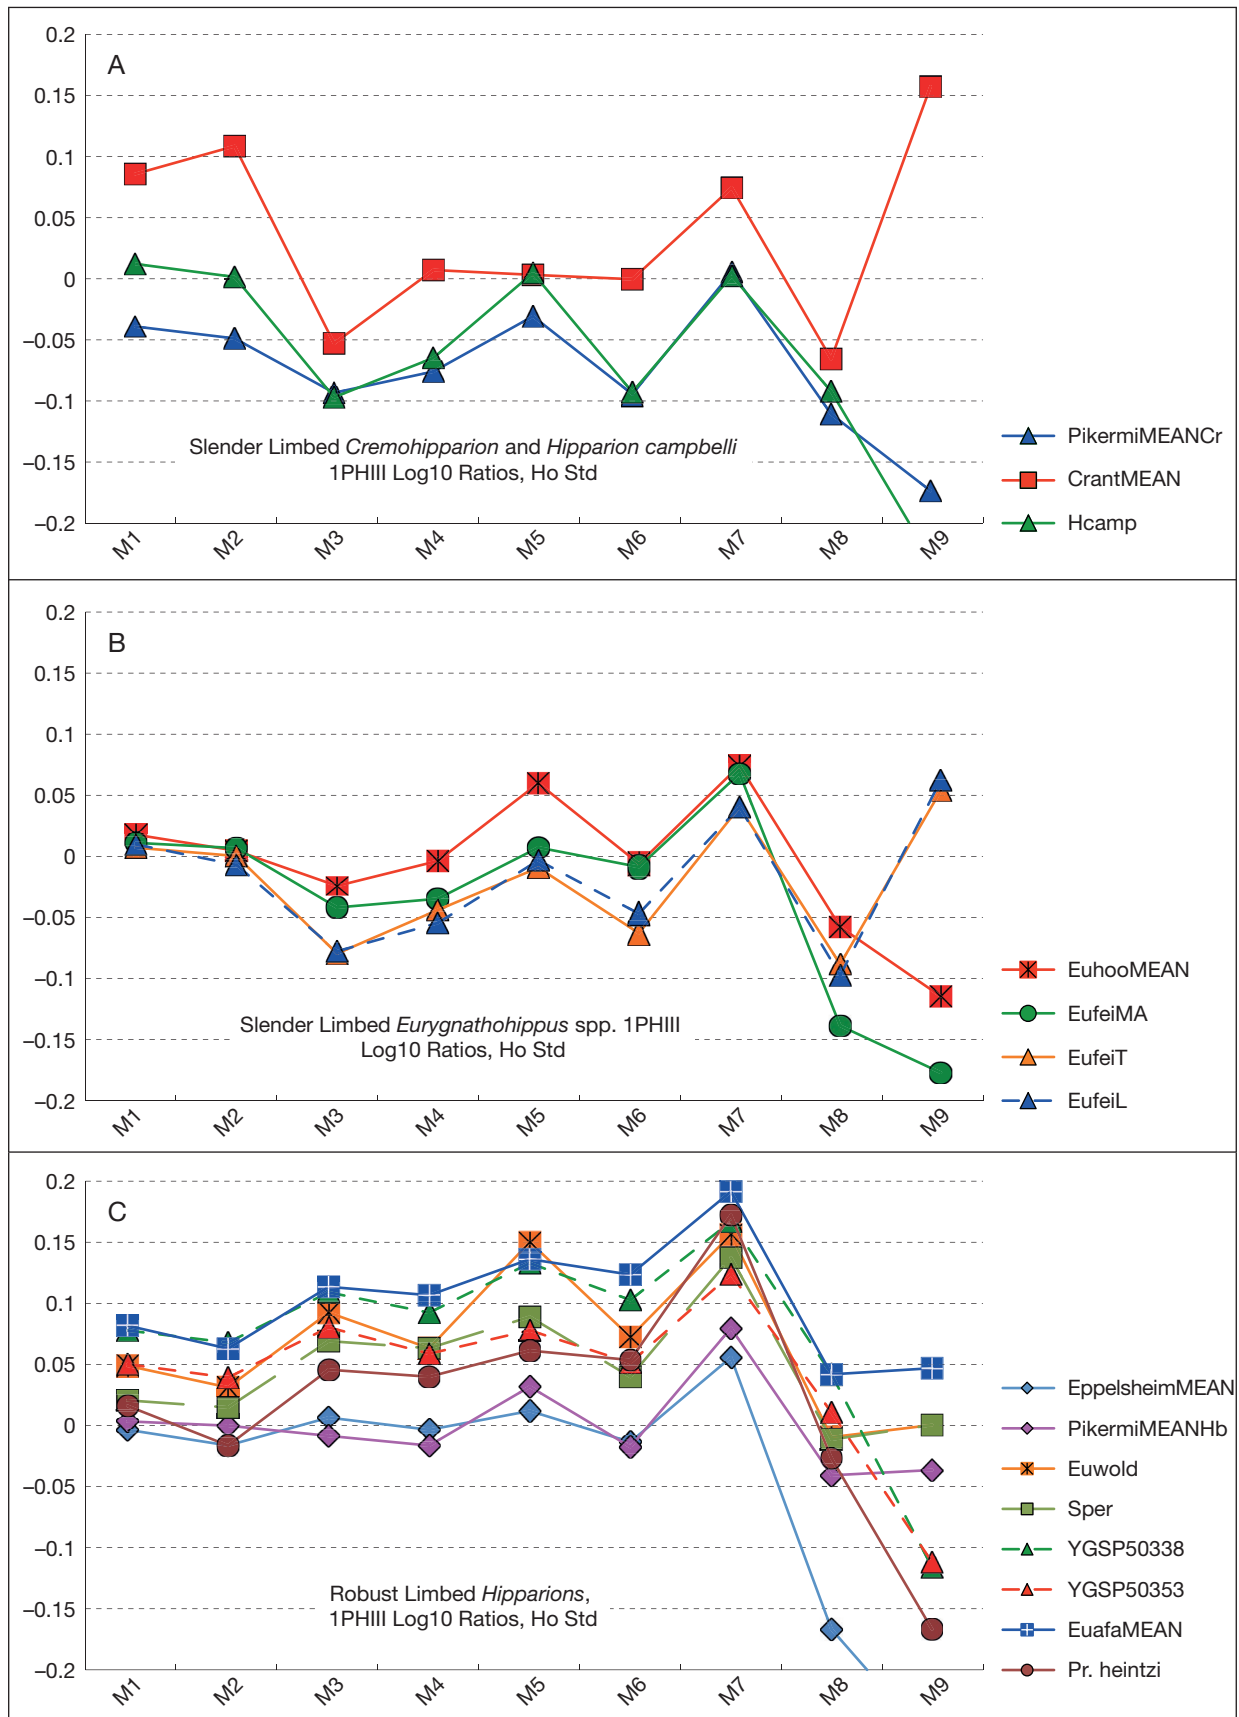 A
0.2
0.15
0.1
0.05
0
−0.05
−0.1
−0.15
−0.2
M1 M2 M3 M4 M5 M6 M7 M8 M9
Slender Limbed Cremohipparion and Hipparion campbelli
1PHIII Log10 Ratios, Ho Std
PikermiMEANCr
CrantMEAN
Hcamp
B
0.2
0.15
0.1
0.05
0
−0.05
−0.1
−0.15
−0.2
M1 M2 M3 M4 M5 M6 M7 M8 M9
Slender Limbed Eurygnathohippus spp. 1PHIII
Log10 Ratios, Ho Std
EuhooMEAN
EufeiMA
EufeiT
EufeiL
C
0.2
0.15
0.1
0.05
0
−0.05
−0.1
−0.15
−0.2
M1 M2 M3 M4 M5 M6 M7 M8 M9
Robust Limbed Hipparions,
1PHIII Log10 Ratios, Ho Std
EppelsheimMEAN
PikermiMEANHb
Euwold
Sper
YGSP50338
YGSP50353
EuafaMEAN
Pr. heintzi